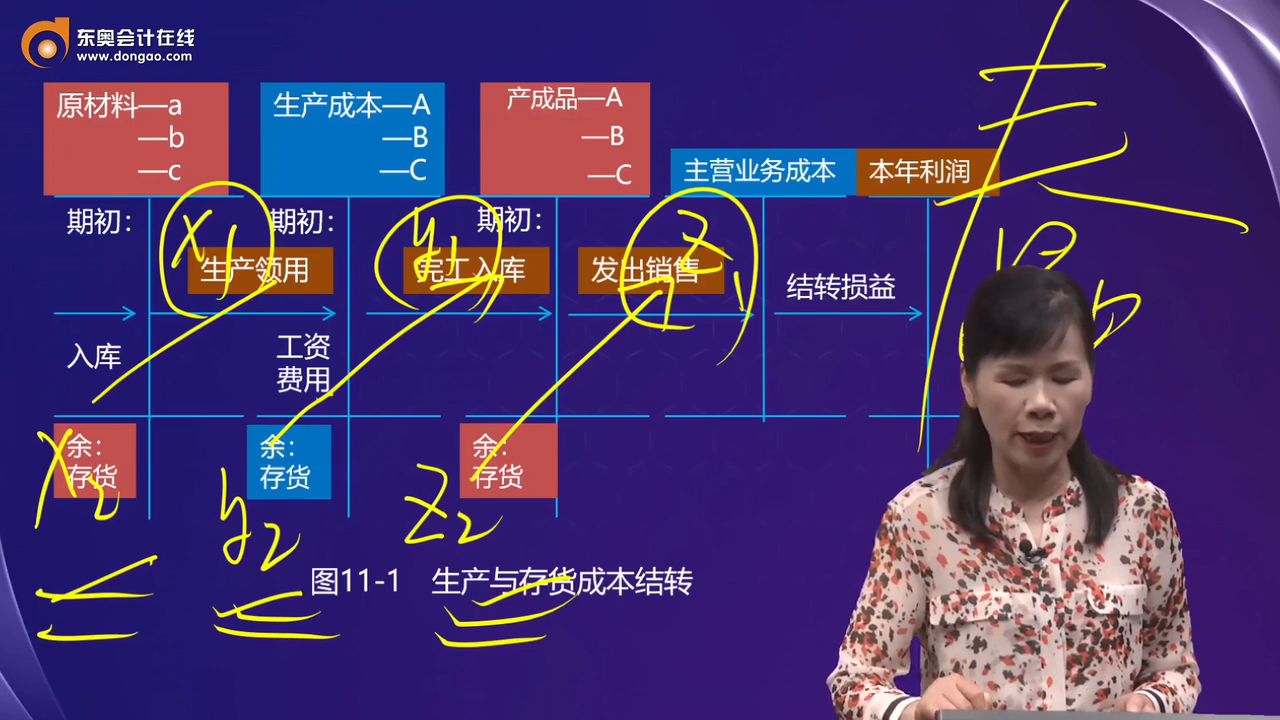 东奥会计在线
www.dongao.com
原材料—a
—b
—c
生产成本—A
—B
—C
产成品—A
—B
—C
主营业务成本
本年利润
期初:
期初:
期初:
x1
y1
z1
生产领用
完工入库
发出销售
结转损益
入库
工资
费用
余:
存货
余:
存货
余:
存货
x2
y2
z2
图11-1 生产与存货成本结转